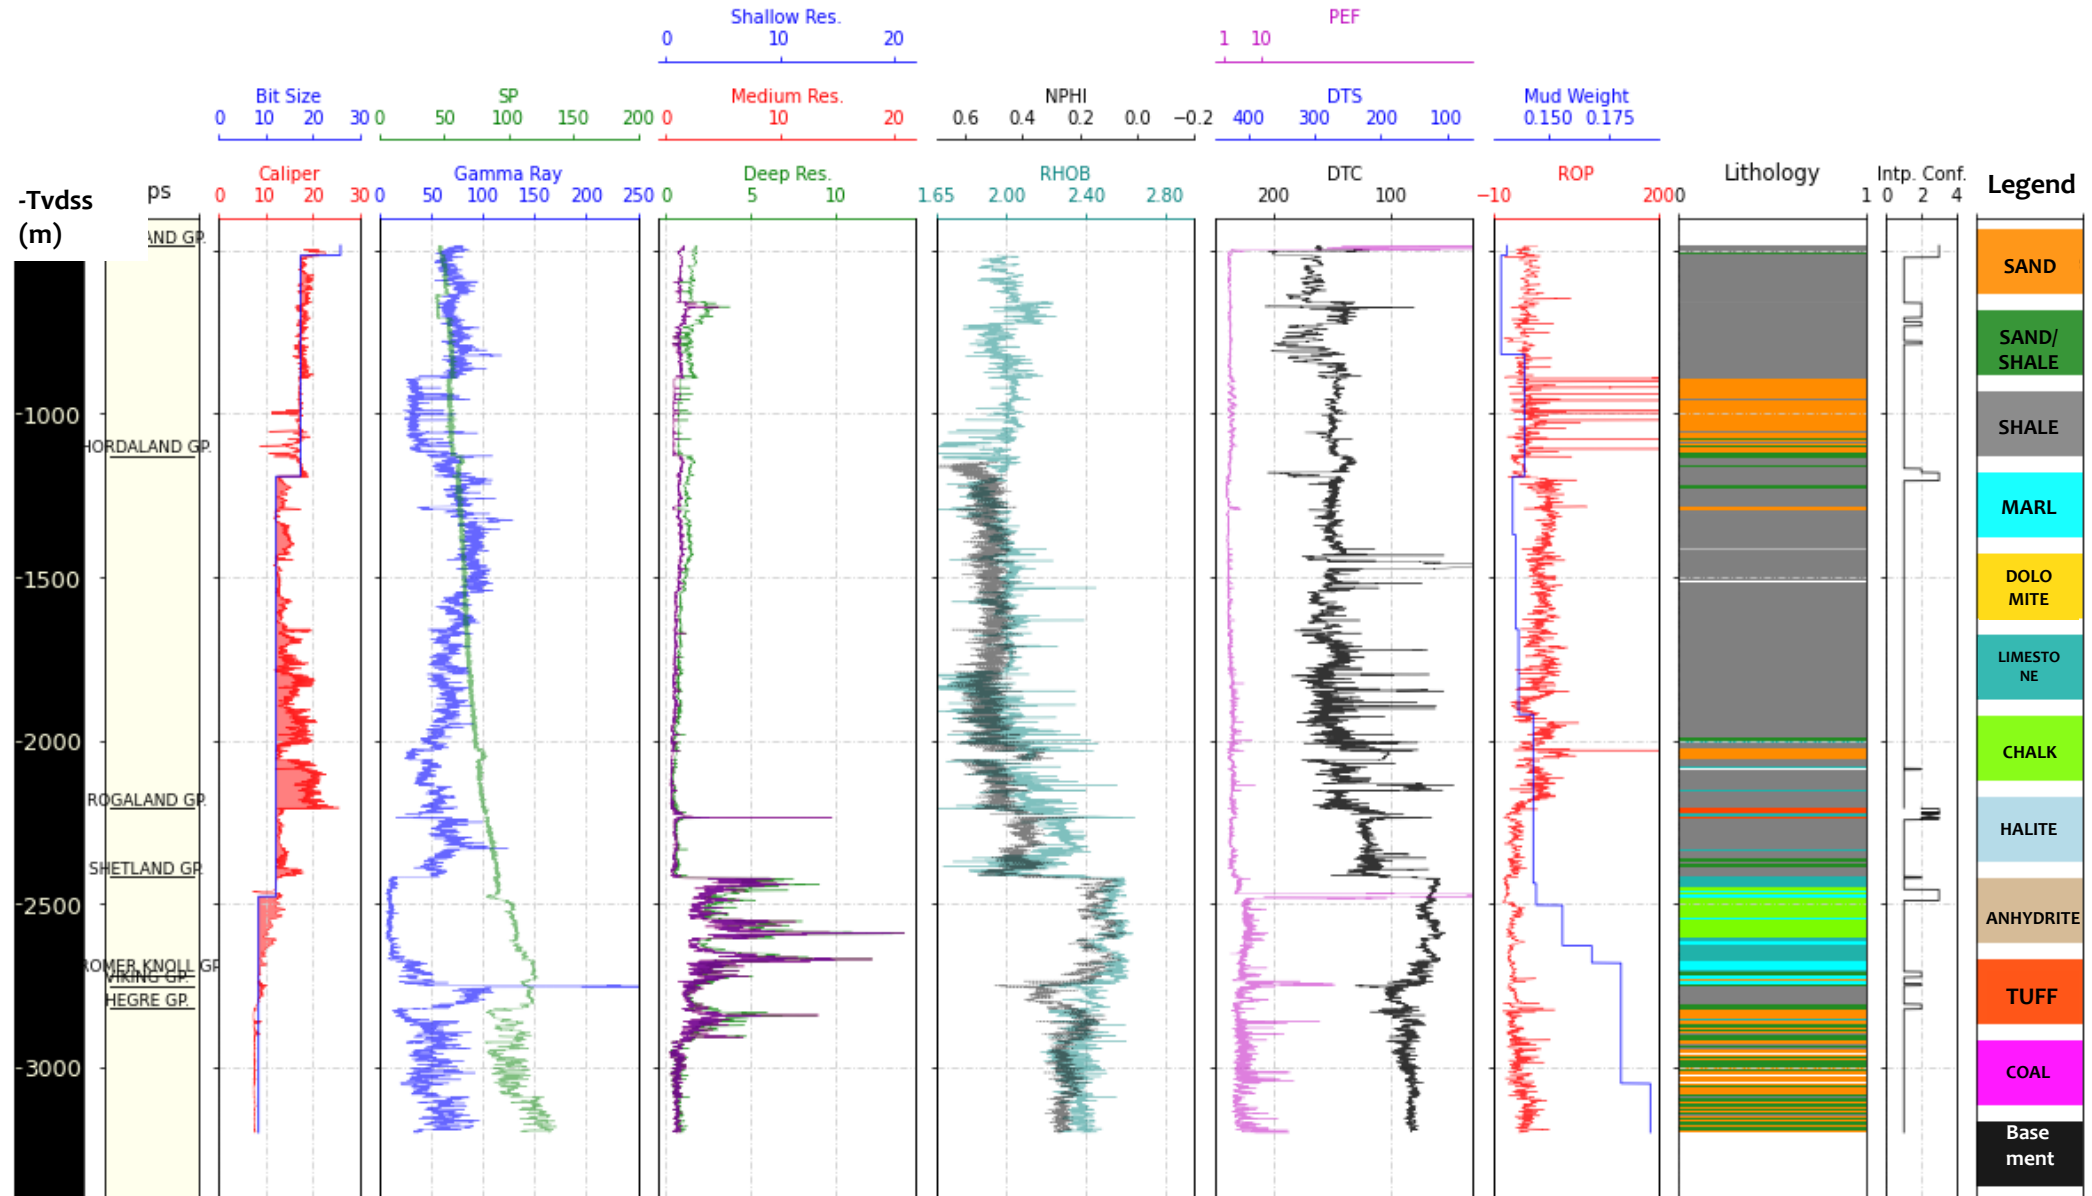 Shallow Res.
0 10 20
PEF
1 10
Bit Size
0 10 20 30
SP
0 50 100 150 200
Medium Res.
0 10 20
NPHI
0.6 0.4 0.2 0.0 −0.2
DTS
400 300 200 100
Mud Weight
0.150 0.175
-Tvdss
(m)
ps
Caliper
0 10 20 30
Gamma Ray
0 50 100 150 200 250
Deep Res.
0 5 10
RHOB
1.65 2.00 2.40 2.80
DTC
200 100
ROP
−10 200
Lithology
0 1
Intp. Conf.
0 2 4
Legend
AND GP.
SAND
SAND/
SHALE
-1000
HORDALAND GP.
SHALE
MARL
-1500
DOLO
MITE
LIMESTO
NE
-2000
CHALK
ROGALAND GP.
HALITE
SHETLAND GP.
-2500
ANHYDRITE
ROMER KNOLL GP
VIKING GP.
HEGRE GP.
TUFF
-3000
COAL
Base
ment